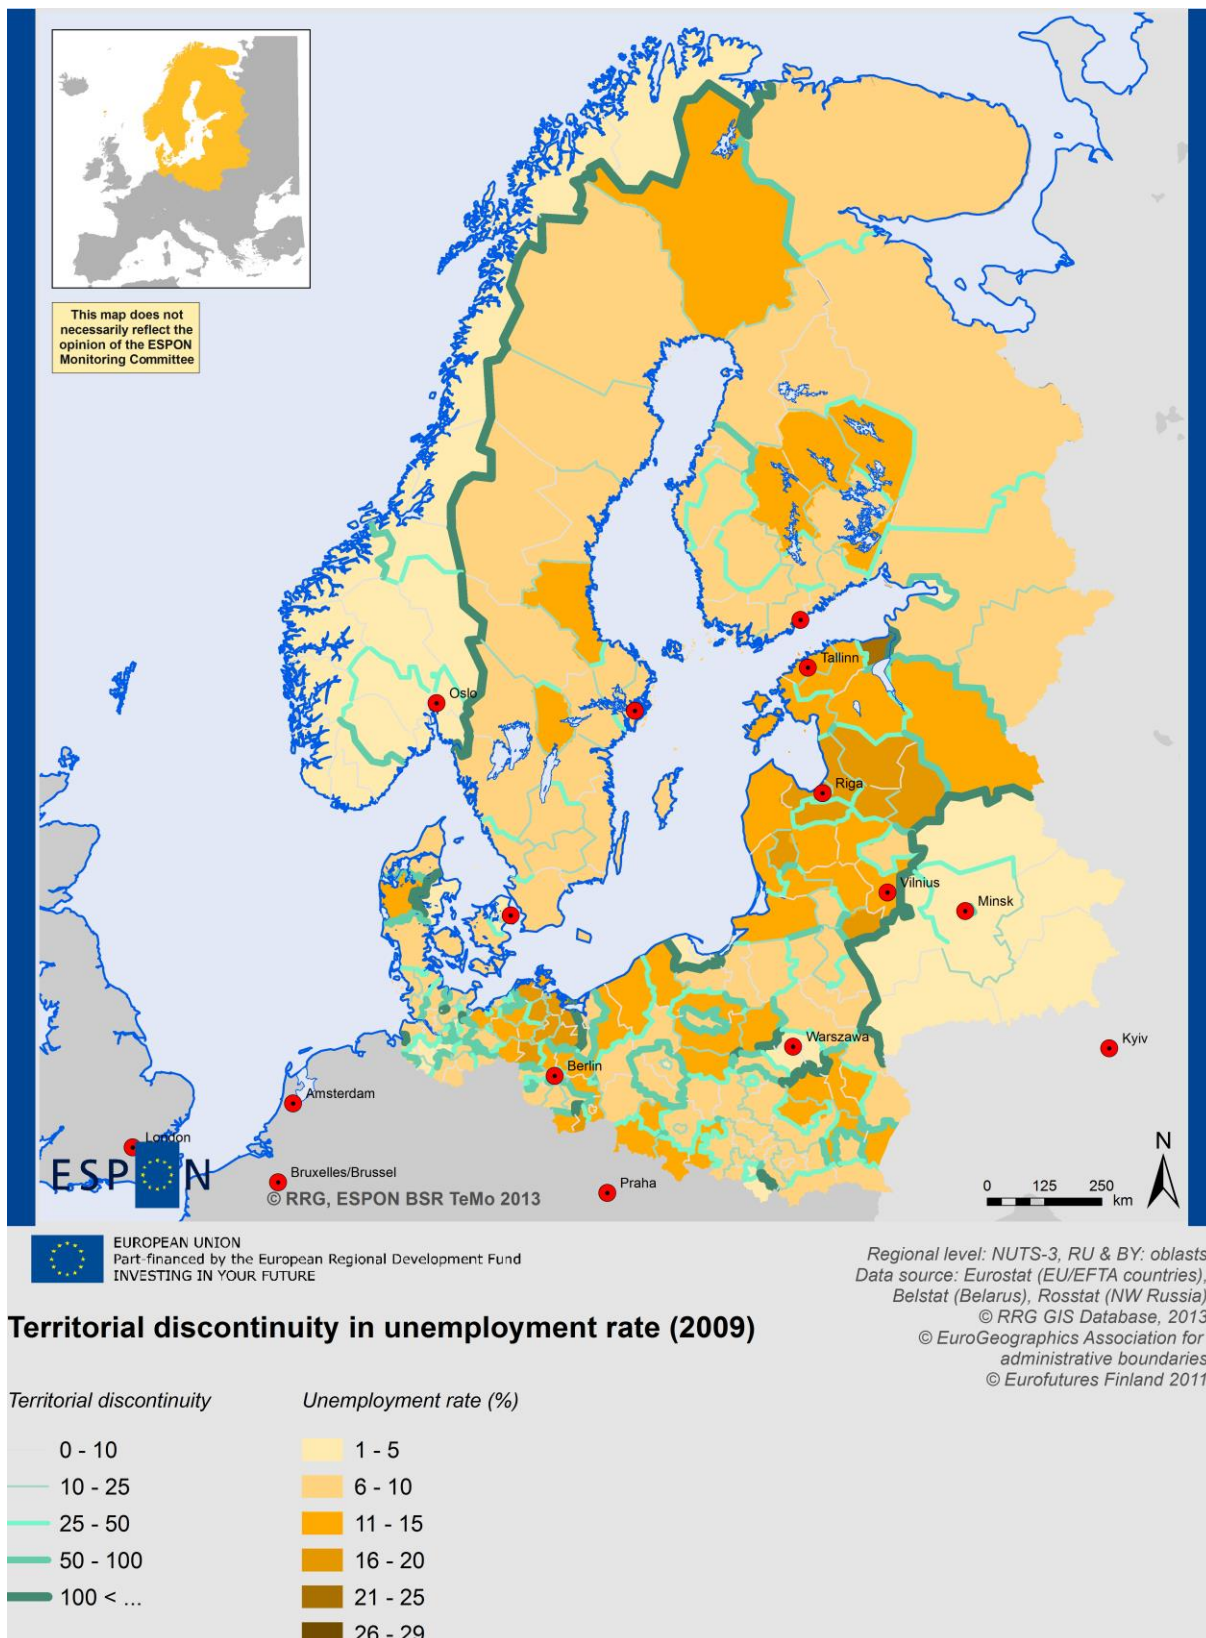 This map does not
necessarily reflect the
opinion of the ESPON
Monitoring Committee
Oslo
Tallinn
Riga
Vilnius
Minsk
Warszawa
Kyiv
Berlin
Amsterdam
London
Bruxelles/Brussel
Praha
ESPON
© RRG, ESPON BSR TeMo 2013
N
0 125 250
km
EUROPEAN UNION
Part-financed by the European Regional Development Fund
INVESTING IN YOUR FUTURE
Regional level: NUTS-3, RU & BY: oblasts
Data source: Eurostat (EU/EFTA countries),
Belstat (Belarus), Rosstat (NW Russia)
© RRG GIS Database, 2013
© EuroGeographics Association for
administrative boundaries
© Eurofutures Finland 2011
Territorial discontinuity in unemployment rate (2009)
Territorial discontinuity
0 - 10
10 - 25
25 - 50
50 - 100
100 < ...
Unemployment rate (%)
1 - 5
6 - 10
11 - 15
16 - 20
21 - 25
26 - 29